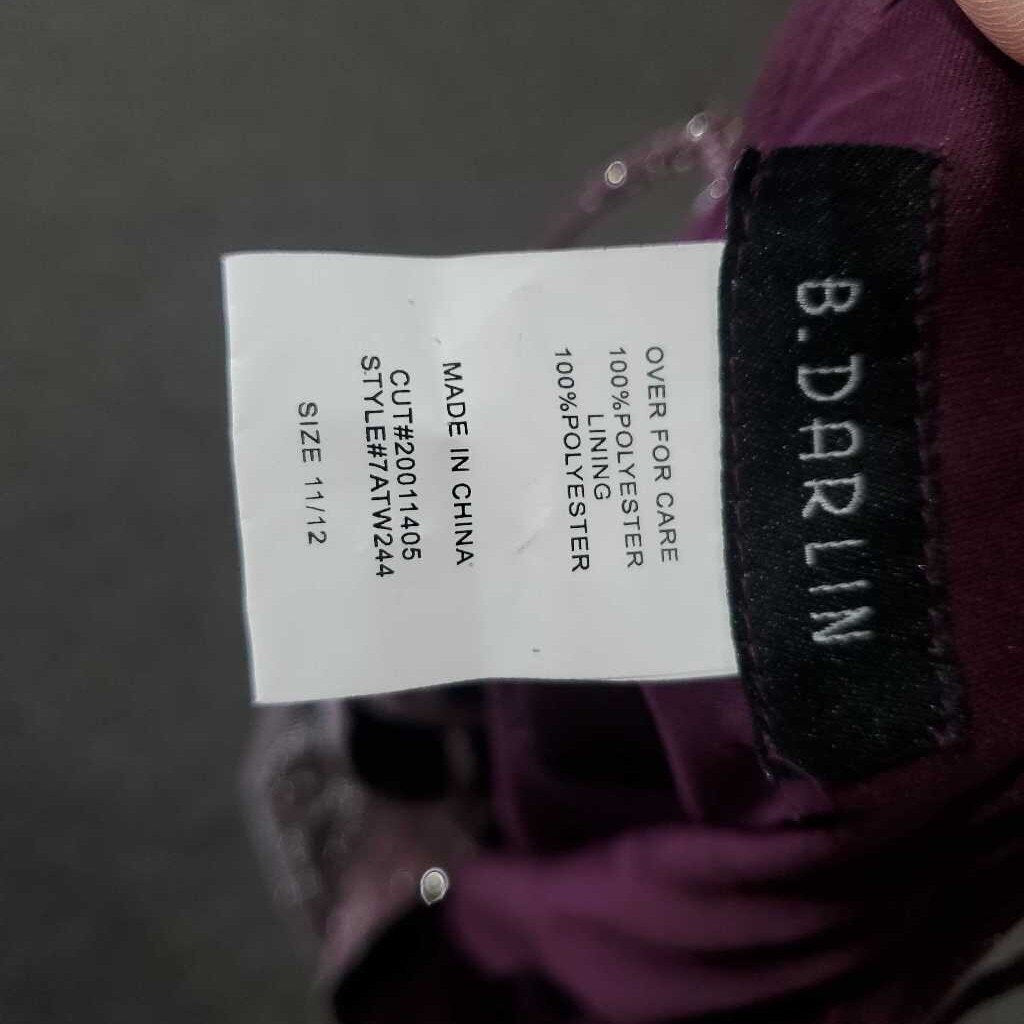 B.DARLIN
OVER FOR CARE
100%POLYESTER
LINING
100%POLYESTER
MADE IN CHINA
CUT#20011405
STYLE#7ATW244
SIZE 11/12